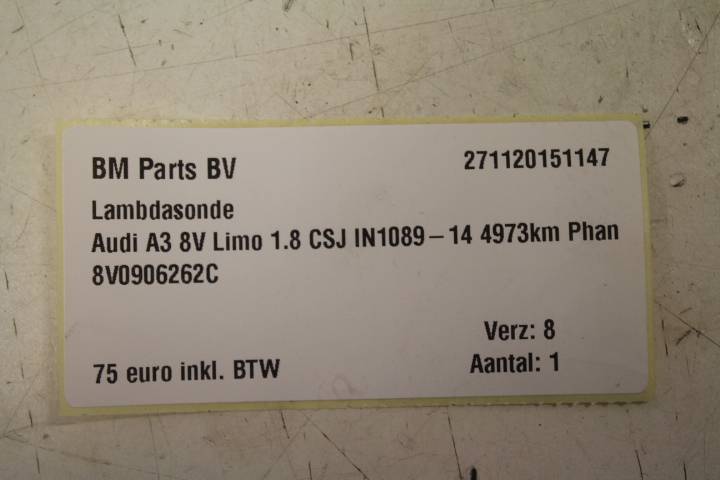 BM Parts BV 271120151147
Lambdasonde
Audi A3 8V Limo 1.8 CSJ IN1089-14 4973km Phan
8V0906262C
Verz: 8
75 euro inkl. BTW Aantal: 1